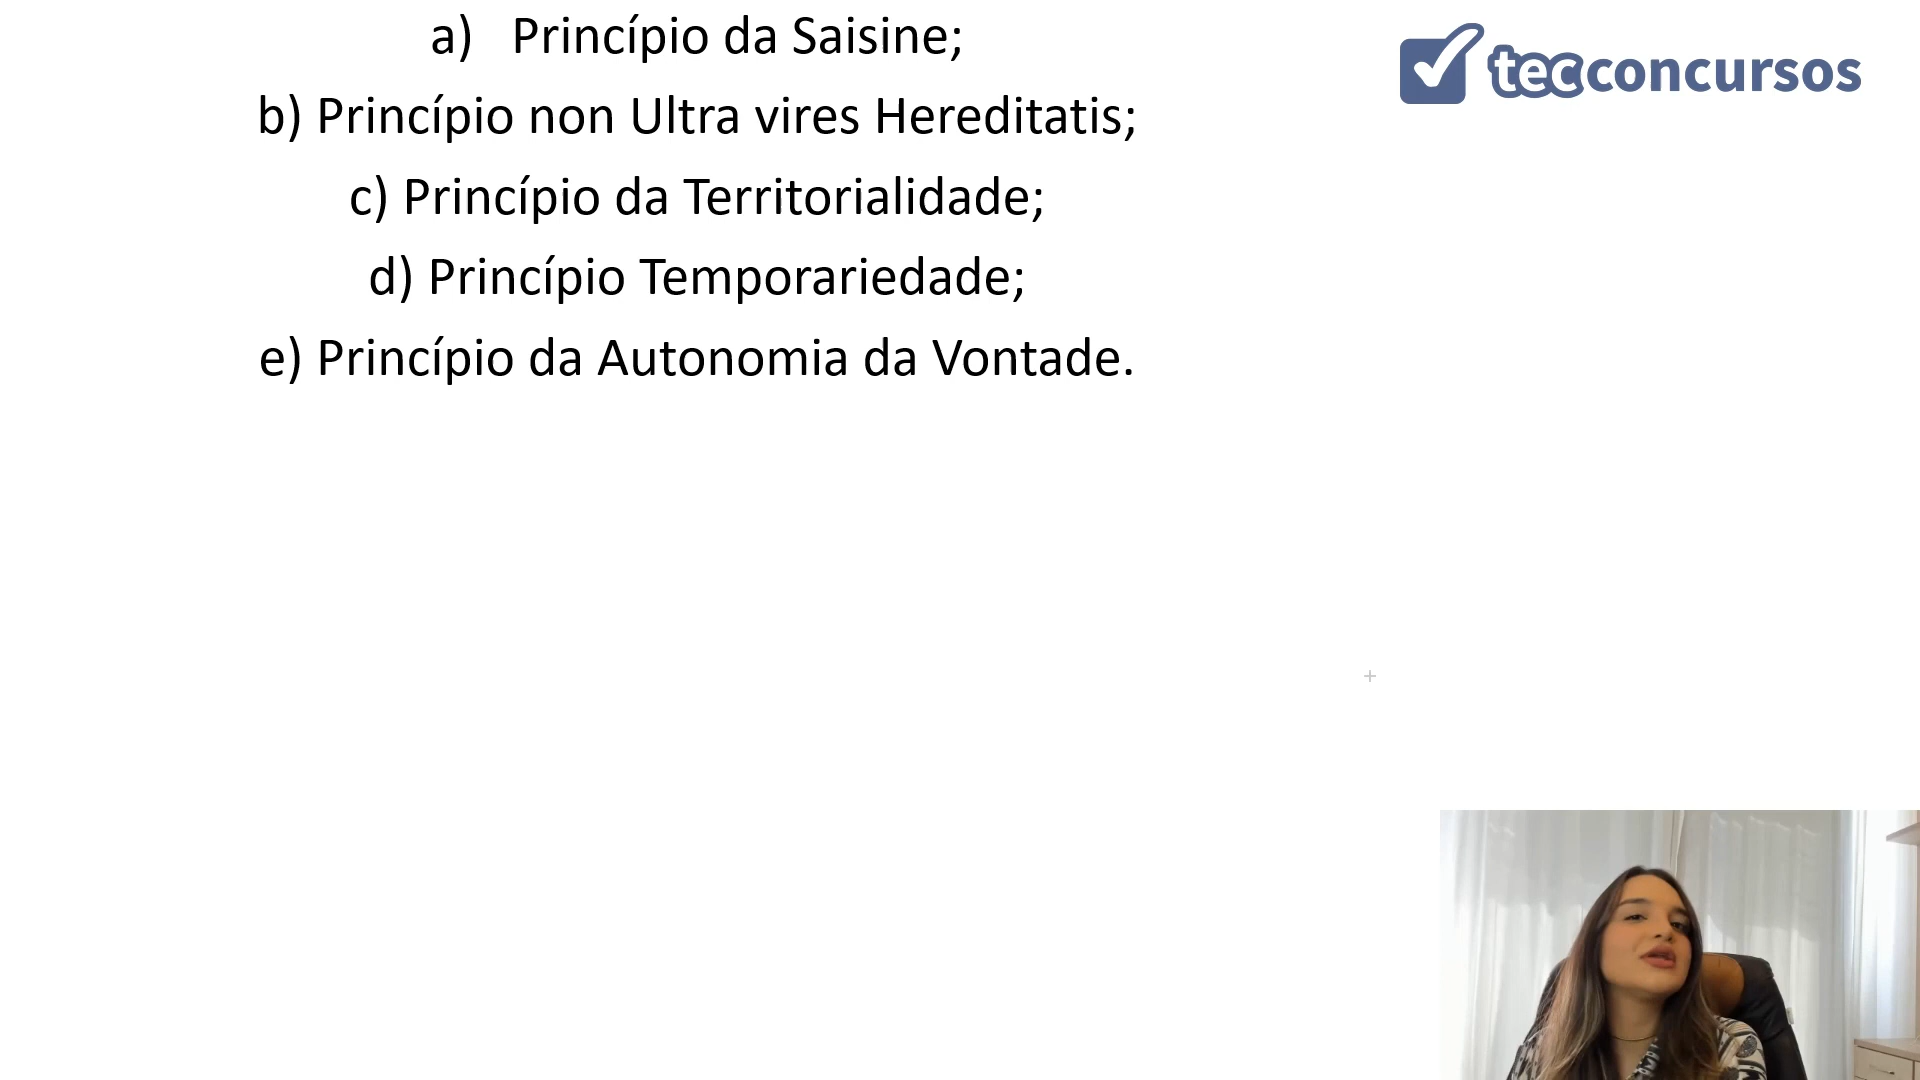 a) Princípio da Saisine;
tecconcursos
b) Princípio non Ultra vires Hereditatis;
c) Princípio da Territorialidade;
d) Princípio Temporariedade;
e) Princípio da Autonomia da Vontade.